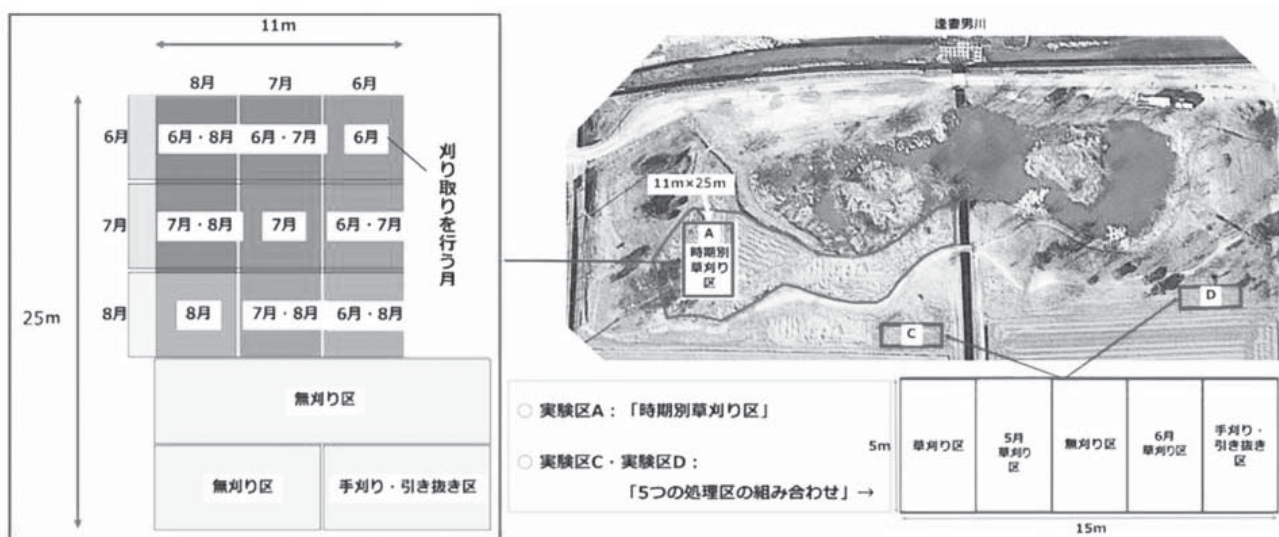 11m
8月 7月 6月
6月
6月・8月 6月・7月 6月
7月
7月・8月 7月 6月・7月
8月
8月 7月・8月 6月・8月
刈り取りを行う月
25m
無刈り区
無刈り区 手刈り・引き抜き区
逢妻男川
11m×25m
A
時期別
草刈り
区
C
D
○ 実験区A：「時期別草刈り区」
○ 実験区C・実験区D：
「5つの処理区の組み合わせ」→
5m
草刈り区
5月
草刈り
区
無刈り区
6月
草刈り区
手刈り・
引き抜き
区
15m